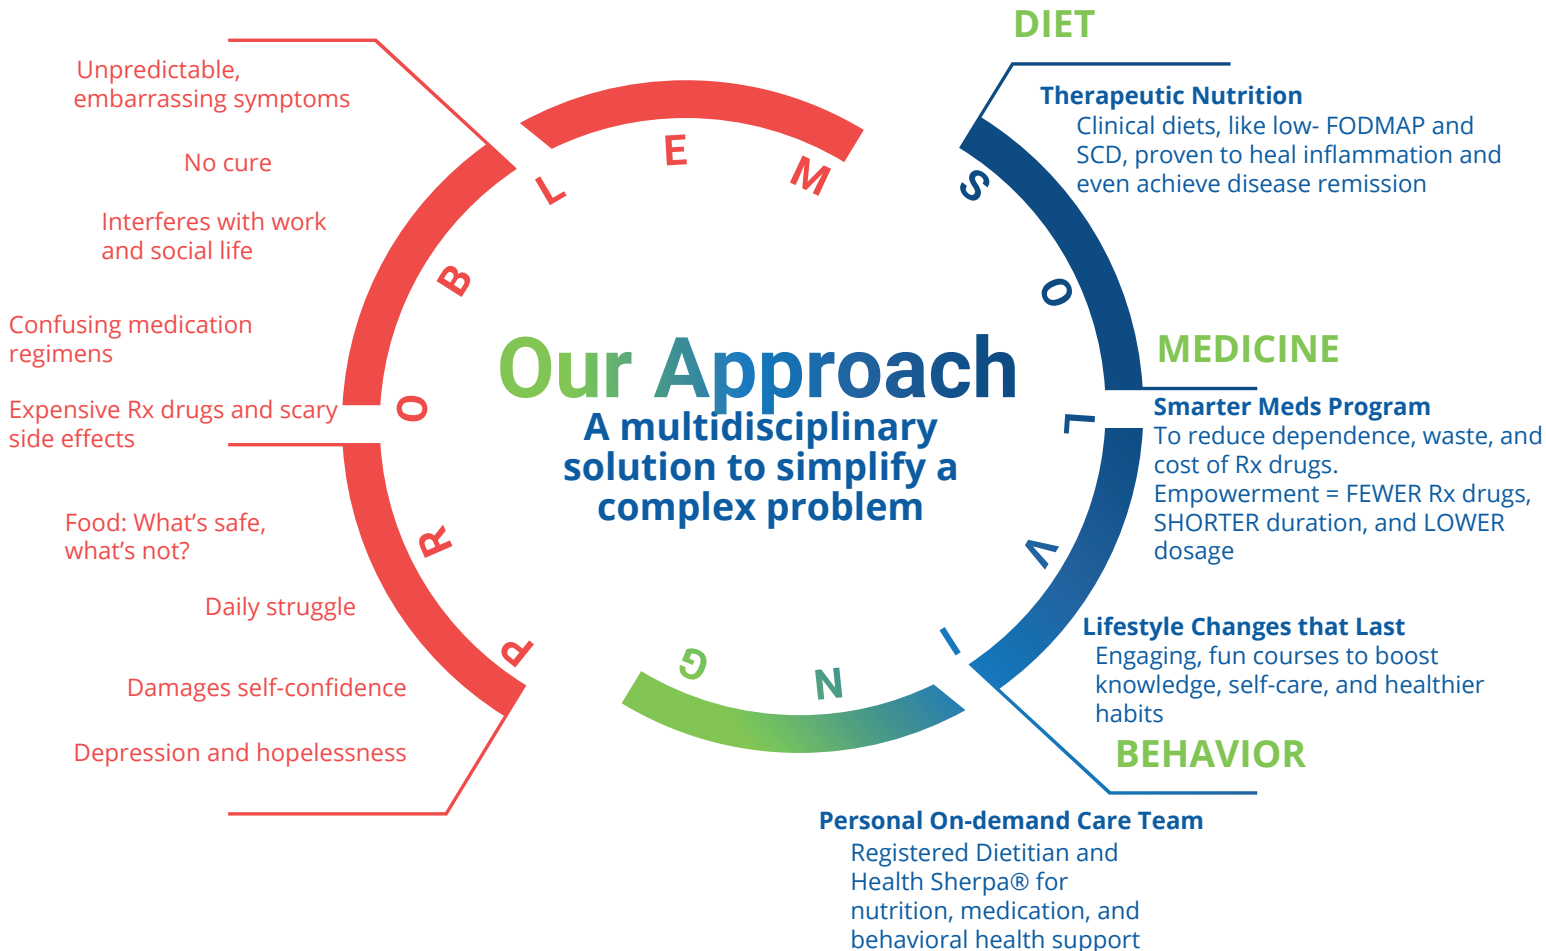 Unpredictable,
embarrassing symptoms
No cure
Interferes with work
and social life
Confusing medication
regimens
Expensive Rx drugs and scary
side effects
Food: What's safe,
what's not?
Daily struggle
Damages self-confidence
Depression and hopelessness
PROBLEM
SOLVING
Our Approach
A multidisciplinary
solution to simplify a
complex problem
DIET
Therapeutic Nutrition
Clinical diets, like low- FODMAP and
SCD, proven to heal inflammation and
even achieve disease remission
MEDICINE
Smarter Meds Program
To reduce dependence, waste, and
cost of Rx drugs.
Empowerment = FEWER Rx drugs,
SHORTER duration, and LOWER
dosage
Lifestyle Changes that Last
Engaging, fun courses to boost
knowledge, self-care, and healthier
habits
BEHAVIOR
Personal On-demand Care Team
Registered Dietitian and
Health Sherpa® for
nutrition, medication, and
behavioral health support